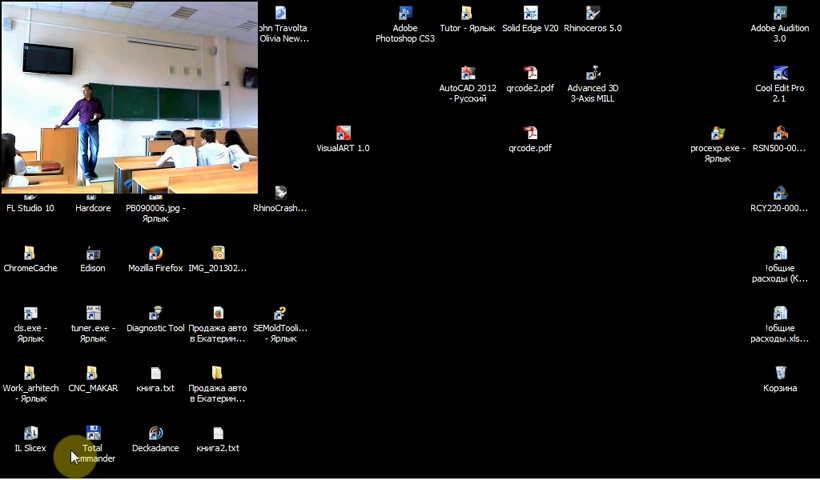 ohn Travolta
Olivia New...
Adobe
Photoshop CS3
Tutor - Ярлык
Solid Edge V20
Rhinoceros 5.0
Adobe Audition
3.0
AutoCAD 2012
- Русский
qrcode2.pdf
Advanced 3D
3-Axis MILL
Cool Edit Pro
2.1
VisualART 1.0
qrcode.pdf
procexp.exe -
Ярлык
RSN500-00...
FL Studio 10
Hardcore
PB090006.jpg -
Ярлык
RhinoCrash...
RCY220-000...
ChromeCache
Edison
Mozilla Firefox
IMG_201302...
!общие
расходы (К...
cls.exe -
Ярлык
tuner.exe -
Ярлык
Diagnostic Tool
Продажа авто
в Екатерин...
SEMoldTooli...
- Ярлык
!общие
расходы.xls...
Work_arhitech
- Ярлык
CNC_MAKAR
книга.txt
Продажа авто
в Екатерин...
Корзина
IL Slicex
Total
mmander
Deckadance
книга2.txt